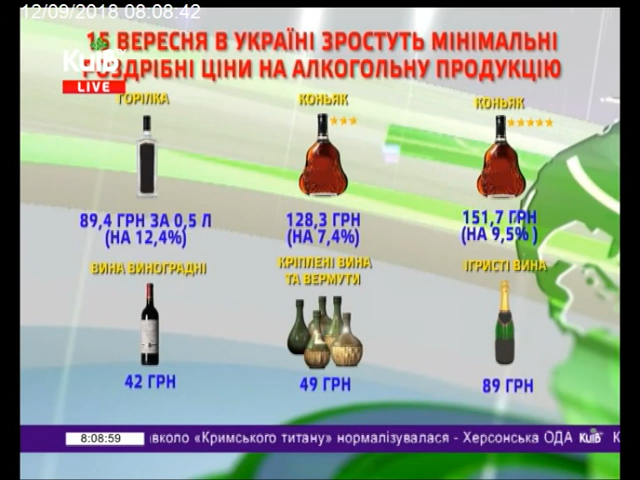 12/09/2018 08:08:42
15 ВЕРЕСНЯ В УКРАЇНІ ЗРОСТУТЬ МІНІМАЛЬНІ
РОЗДРІБНІ ЦІНИ НА АЛКОГОЛЬНУ ПРОДУКЦІЮ
Київ
LIVE
ГОРІЛКА
КОНЬЯК
КОНЬЯК
89,4 ГРН ЗА 0,5 Л
(НА 12,4%)
128,3 ГРН
(НА 7,4%)
151,7 ГРН
(НА 9,5% )
ВИНА ВИНОГРАДНІ
КРІПЛЕНІ ВИНА
ТА ВЕРМУТИ
ІГРИСТІ ВИНА
42 ГРН
49 ГРН
89 ГРН
8:08:59 навколо «Кримського титану» нормалізувалася - Херсонська ОДА Київ К